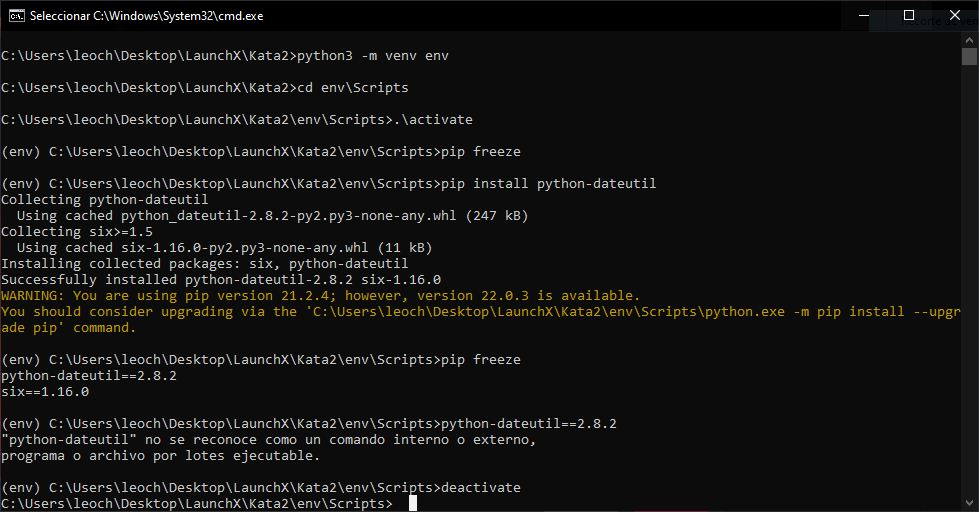 Seleccionar C:\Windows\System32\cmd.exe
C:\Users\leoch\Desktop\LaunchX\Kata2>python3 -m venv env
C:\Users\leoch\Desktop\LaunchX\Kata2>cd env\Scripts
C:\Users\leoch\Desktop\LaunchX\Kata2\env\Scripts>.\activate
(env) C:\Users\leoch\Desktop\LaunchX\Kata2\env\Scripts>pip freeze
(env) C:\Users\leoch\Desktop\LaunchX\Kata2\env\Scripts>pip install python-dateutil
Collecting python-dateutil
  Using cached python_dateutil-2.8.2-py2.py3-none-any.whl (247 kB)
Collecting six>=1.5
  Using cached six-1.16.0-py2.py3-none-any.whl (11 kB)
Installing collected packages: six, python-dateutil
Successfully installed python-dateutil-2.8.2 six-1.16.0
WARNING: You are using pip version 21.2.4; however, version 22.0.3 is available.
You should consider upgrading via the 'C:\Users\leoch\Desktop\LaunchX\Kata2\env\Scripts\python.exe -m pip install --upgr
ade pip' command.
(env) C:\Users\leoch\Desktop\LaunchX\Kata2\env\Scripts>pip freeze
python-dateutil==2.8.2
six==1.16.0
(env) C:\Users\leoch\Desktop\LaunchX\Kata2\env\Scripts>python-dateutil==2.8.2
"python-dateutil" no se reconoce como un comando interno o externo,
programa o archivo por lotes ejecutable.
(env) C:\Users\leoch\Desktop\LaunchX\Kata2\env\Scripts>deactivate
C:\Users\leoch\Desktop\LaunchX\Kata2\env\Scripts>